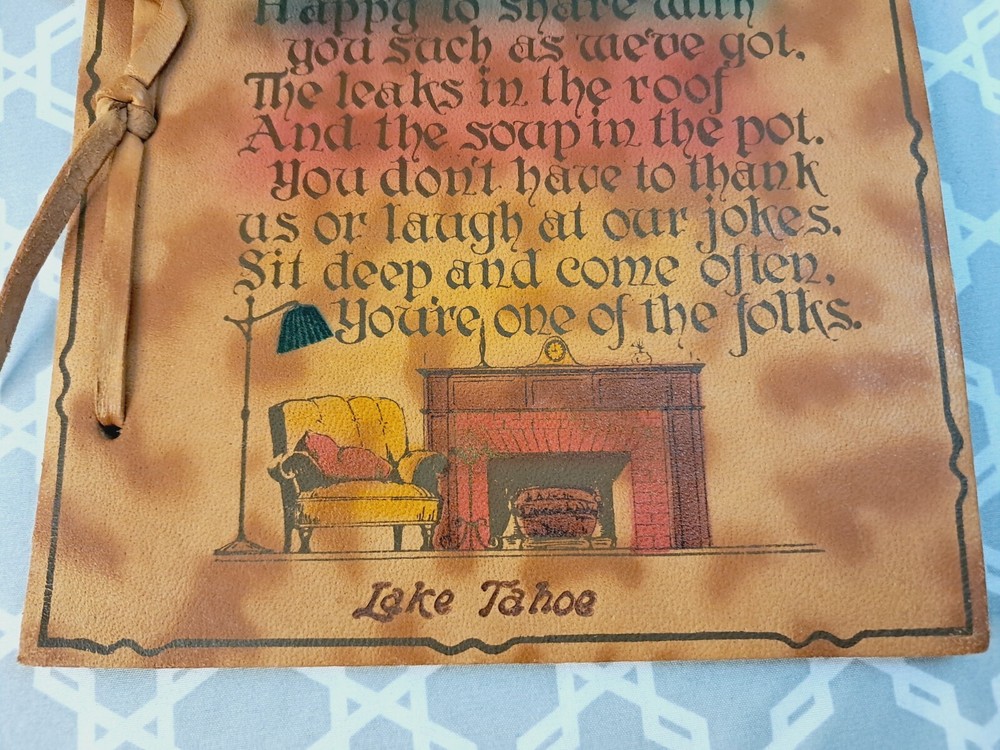 Happy to share with
you such as we've got,
The leaks in the roof
And the soup in the pot.
You don't have to thank
us or laugh at our jokes,
Sit deep and come often,
You're one of the folks.
Lake Tahoe